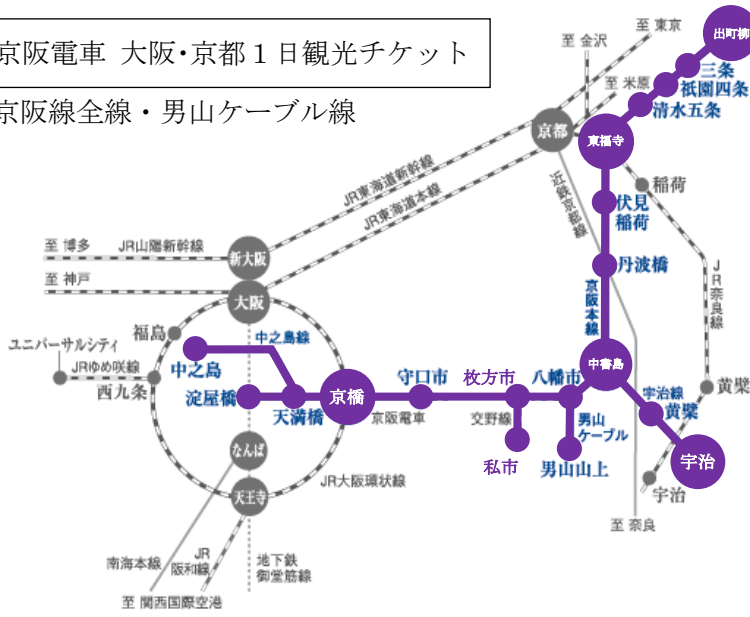 京阪電車 大阪･京都１日観光チケット
京阪線全線・男山ケーブル線
至 東京
出町柳
至 金沢
三条
祇園四条
至 米原
清水五条
京都
東福寺
JR東海道新幹線
近鉄京都線
稲荷
伏見
稲荷
JR東海道本線
至 博多
JR山陽新幹線
新大阪
丹波橋
JR奈良線
至 神戸
大阪
京阪本線
福島
中之島線
ユニバーサルシティ
中之島
JRゆめ咲線
西九条
淀屋橋
天満橋
京橋
守口市
京阪電車
枚方市
交野線
八幡市
中書島
宇治線
黄檗
黄檗
男山
ケーブル
私市
男山山上
宇治
宇治
なんば
天王寺
JR大阪環状線
至 奈良
南海本線
JR
阪和線
地下鉄
御堂筋線
至 関西国際空港